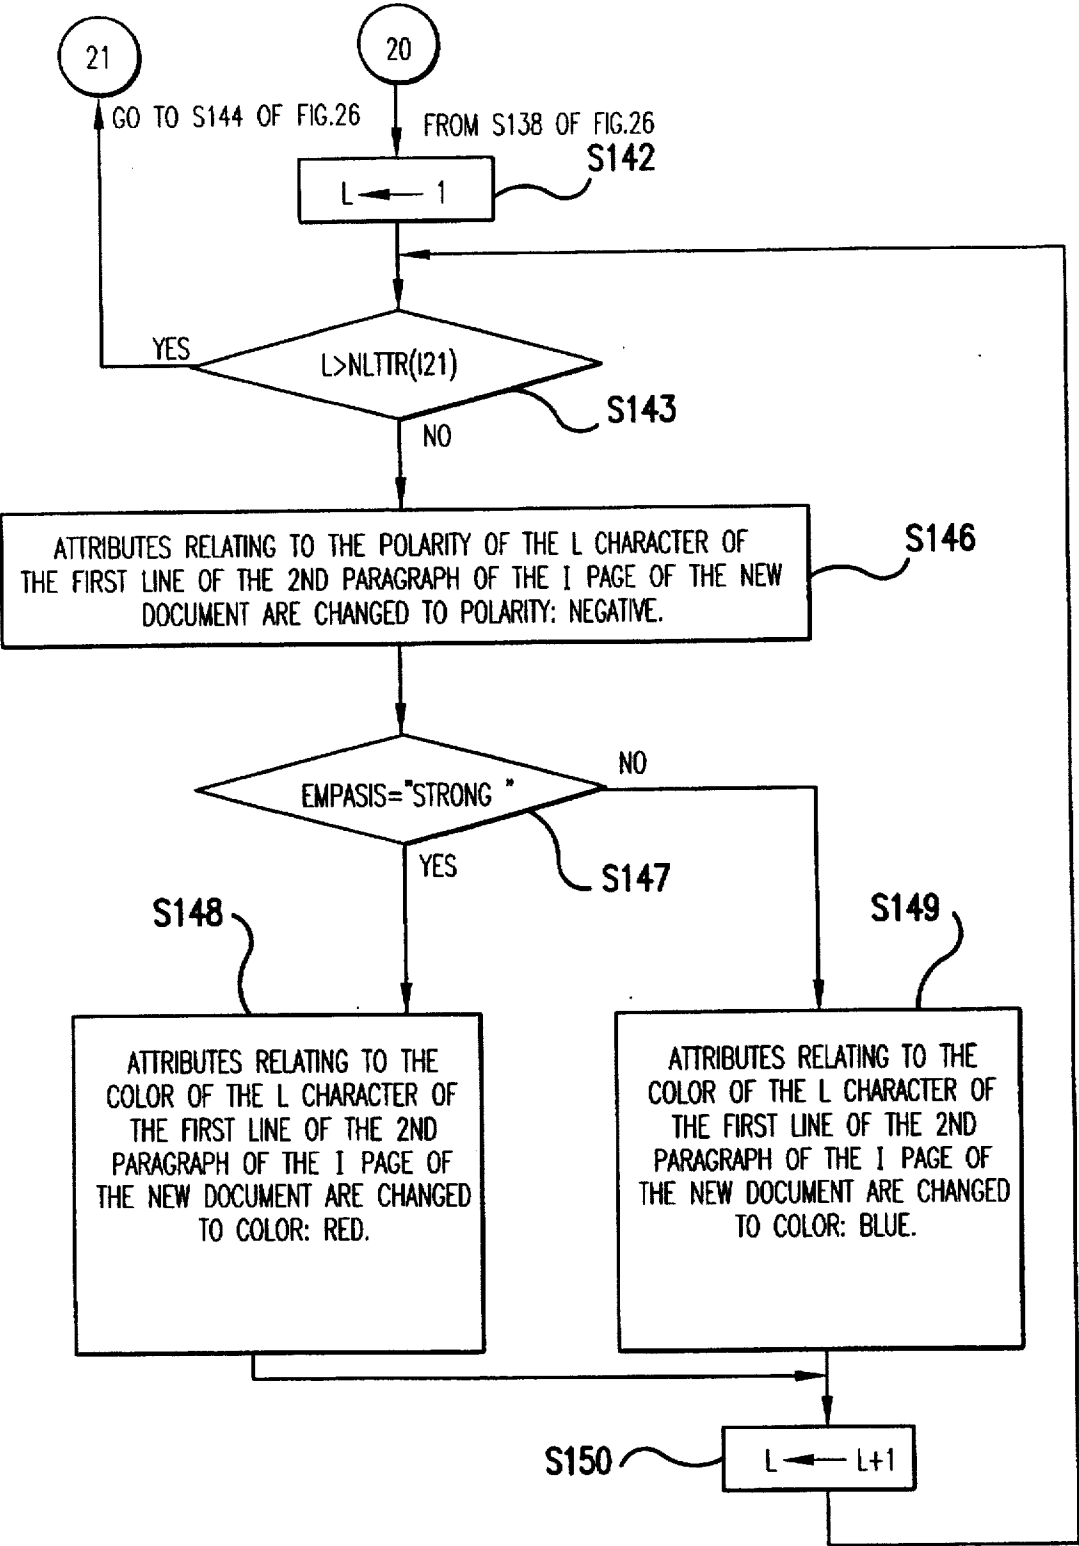 21
20
GO TO S144 OF FIG.26
FROM S138 OF FIG.26
S142
L ← 1
YES
L>NLTTR(I21)
S143
NO
ATTRIBUTES RELATING TO THE POLARITY OF THE L CHARACTER OF
THE FIRST LINE OF THE 2ND PARAGRAPH OF THE I PAGE OF THE NEW
DOCUMENT ARE CHANGED TO POLARITY: NEGATIVE.
S146
EMPASIS="STRONG "
NO
YES
S147
S148
S149
ATTRIBUTES RELATING TO THE
COLOR OF THE L CHARACTER OF
THE FIRST LINE OF THE 2ND
PARAGRAPH OF THE I PAGE OF
THE NEW DOCUMENT ARE CHANGED
TO COLOR: RED.
ATTRIBUTES RELATING TO THE
COLOR OF THE L CHARACTER OF
THE FIRST LINE OF THE 2ND
PARAGRAPH OF THE I PAGE OF
THE NEW DOCUMENT ARE CHANGED
TO COLOR: BLUE.
S150
L ← L+1